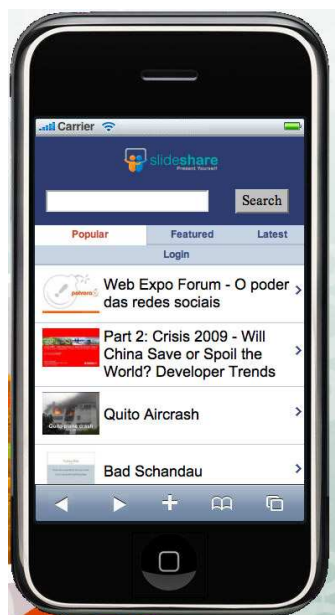 Carrier
slideshare
Present Yourself
Search
Popular Featured Latest
Login
Web Expo Forum - O poder
das redes sociais
Part 2: Crisis 2009 - Will
China Save or Spoil the
World? Developer Trends
Quito Aircrash
Bad Schandau